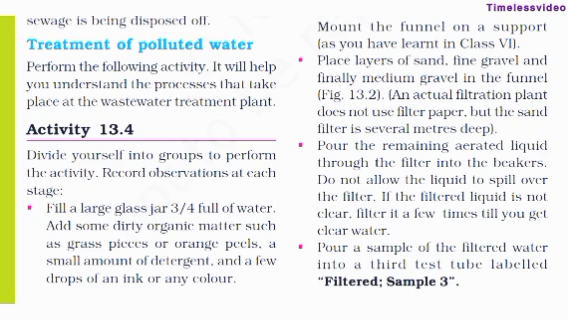 Timelessvideo
sewage is being disposed off.
Treatment of polluted water
Perform the following activity. It will help
you understand the processes that take
place at the wastewater treatment plant.
Activity 13.4
Divide yourself into groups to perform
the activity. Record observations at each
stage:
▪ Fill a large glass jar 3/4 full of water.
Add some dirty organic matter such
as grass pieces or orange peels, a
small amount of detergent, and a few
drops of an ink or any colour.
Mount the funnel on a support
(as you have learnt in Class VI).
▪ Place layers of sand, fine gravel and
finally medium gravel in the funnel
(Fig. 13.2). (An actual filtration plant
does not use filter paper, but the sand
filter is several metres deep).
▪ Pour the remaining aerated liquid
through the filter into the beakers.
Do not allow the liquid to spill over
the filter. If the filtered liquid is not
clear, filter it a few times till you get
clear water.
▪ Pour a sample of the filtered water
into a third test tube labelled
“Filtered; Sample 3”.